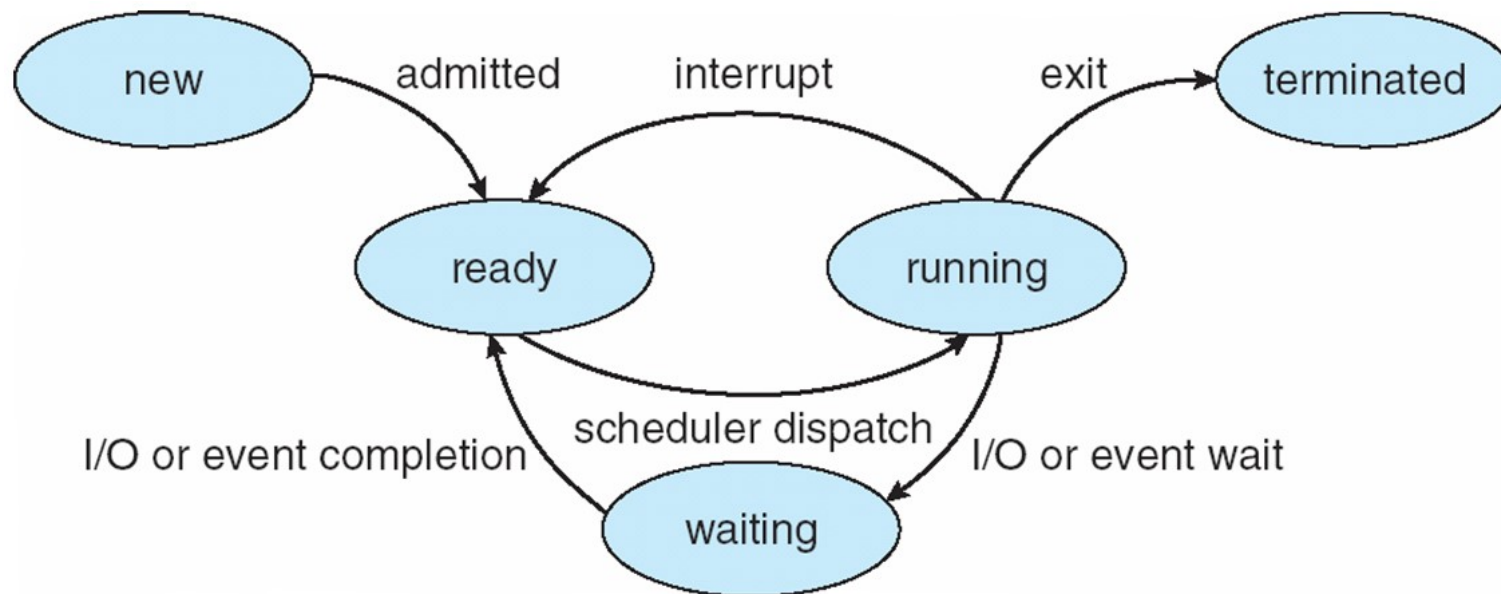 new
admitted
interrupt
exit
terminated
ready
running
scheduler dispatch
I/O or event completion
I/O or event wait
waiting